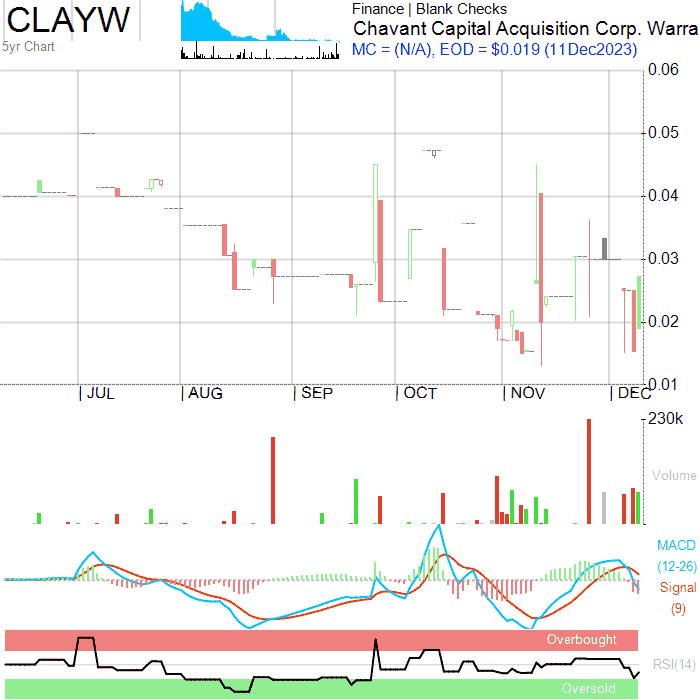 CLAYW
5yr Chart
Finance | Blank Checks
Chavant Capital Acquisition Corp. Warra
MC = (N/A), EOD = $0.019 (11Dec2023)
0.06
0.05
0.04
0.03
0.02
0.01
| JUL | AUG | SEP | OCT | NOV | DEC
230k
Volume
MACD
(12-26)
Signal
(9)
Overbought
RSI(14)
Oversold